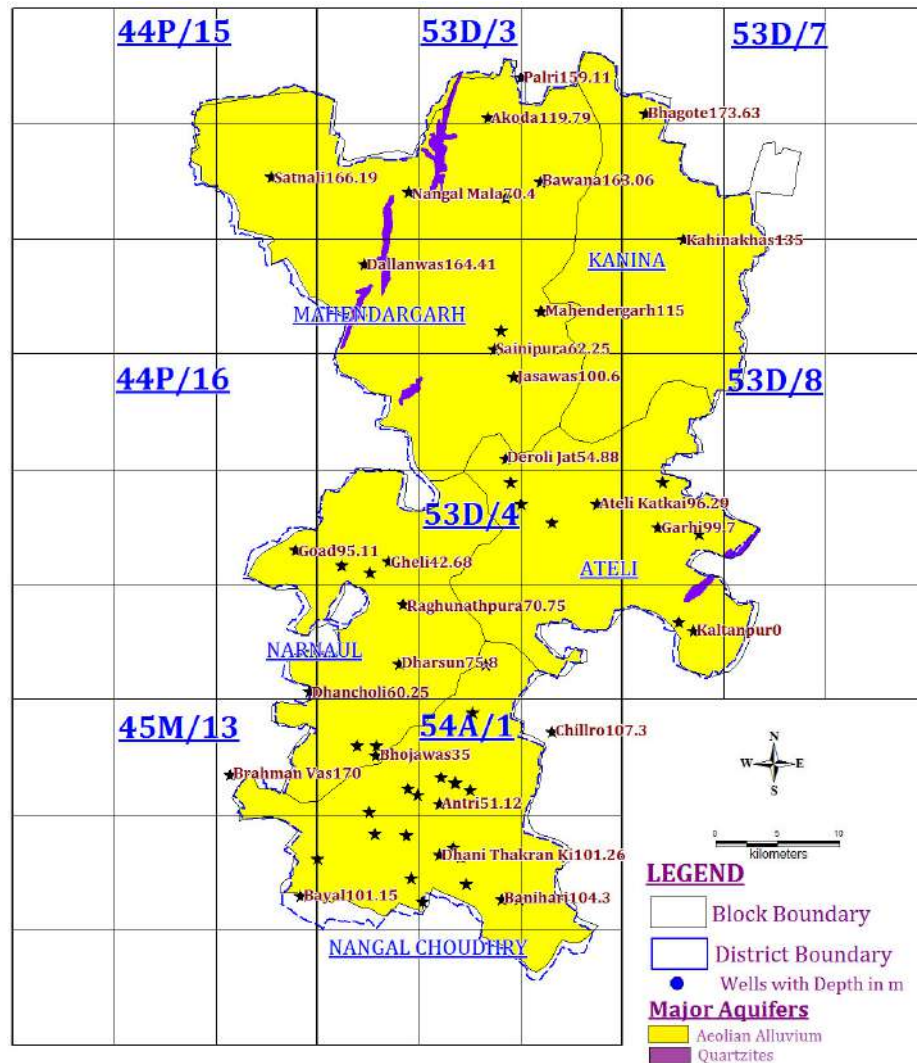 44P/15 53D/3 53D/7
Palri159.11
Akoda119.79
Bhagote173.63
Satnali166.19
Bawana163.06
Nangal Mala70.4
Kahinakhas135
KANINA
Dallanwas164.41
MAHENDARGARH
Mahendergarh115
Sainipura62.25
44P/16 53D/8
Jasawas100.6
Deroli Jat54.88
Ateli Katkai96.29
53D/4
Garhi99.7
Goad95.11
Gheli42.68
ATELI
Raghunathpura70.75
Kaltanpur0
NARNAUL
Dharsun75.8
Dhancholi60.25
45M/13 54A/1
Chillro107.3
Bhojawas35
N
W E
S
Brahman Vas170
Antri51.12
0 5 10
kilometers
Dhani Thakran Ki101.26
LEGEND
Bayal101.15
Banihari104.3
Block Boundary
NANGAL CHOUDHRY
District Boundary
Wells with Depth in m
Major Aquifers
Aeolian Alluvium
Quartzites